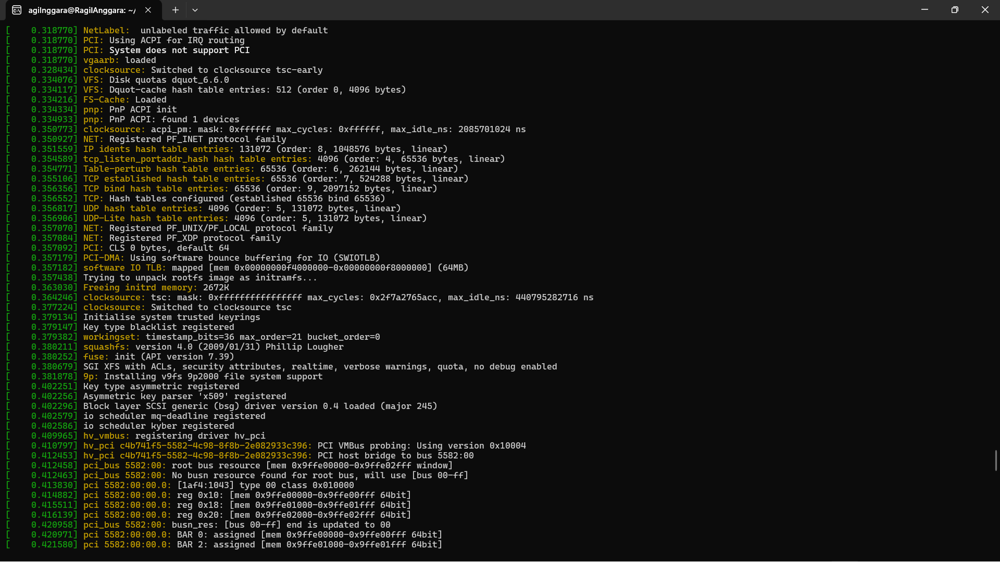 agilnggara@RagilAnggara: ~/
[    0.318770] NetLabel:  unlabeled traffic allowed by default
[    0.318770] PCI: Using ACPI for IRQ routing
[    0.318770] PCI: System does not support PCI
[    0.318770] vgaarb: loaded
[    0.328434] clocksource: Switched to clocksource tsc-early
[    0.334076] VFS: Disk quotas dquot_6.6.0
[    0.334117] VFS: Dquot-cache hash table entries: 512 (order 0, 4096 bytes)
[    0.334216] FS-Cache: Loaded
[    0.334334] pnp: PnP ACPI init
[    0.334933] pnp: PnP ACPI: found 1 devices
[    0.350773] clocksource: acpi_pm: mask: 0xffffff max_cycles: 0xffffff, max_idle_ns: 2085701024 ns
[    0.350927] NET: Registered PF_INET protocol family
[    0.351559] IP idents hash table entries: 131072 (order: 8, 1048576 bytes, linear)
[    0.354589] tcp_listen_portaddr_hash hash table entries: 4096 (order: 4, 65536 bytes, linear)
[    0.354771] Table-perturb hash table entries: 65536 (order: 6, 262144 bytes, linear)
[    0.355106] TCP established hash table entries: 65536 (order: 7, 524288 bytes, linear)
[    0.356356] TCP bind hash table entries: 65536 (order: 9, 2097152 bytes, linear)
[    0.356552] TCP: Hash tables configured (established 65536 bind 65536)
[    0.356817] UDP hash table entries: 4096 (order: 5, 131072 bytes, linear)
[    0.356906] UDP-Lite hash table entries: 4096 (order: 5, 131072 bytes, linear)
[    0.357070] NET: Registered PF_UNIX/PF_LOCAL protocol family
[    0.357084] NET: Registered PF_XDP protocol family
[    0.357092] PCI: CLS 0 bytes, default 64
[    0.357179] PCI-DMA: Using software bounce buffering for IO (SWIOTLB)
[    0.357182] software IO TLB: mapped [mem 0x00000000f4000000-0x00000000f8000000] (64MB)
[    0.357438] Trying to unpack rootfs image as initramfs...
[    0.363030] Freeing initrd memory: 2672K
[    0.364246] clocksource: tsc: mask: 0xffffffffffffffff max_cycles: 0x2f7a2765acc, max_idle_ns: 440795282716 ns
[    0.377224] clocksource: Switched to clocksource tsc
[    0.379134] Initialise system trusted keyrings
[    0.379147] Key type blacklist registered
[    0.379382] workingset: timestamp_bits=36 max_order=21 bucket_order=0
[    0.380211] squashfs: version 4.0 (2009/01/31) Phillip Lougher
[    0.380252] fuse: init (API version 7.39)
[    0.380679] SGI XFS with ACLs, security attributes, realtime, verbose warnings, quota, no debug enabled
[    0.381878] 9p: Installing v9fs 9p2000 file system support
[    0.402251] Key type asymmetric registered
[    0.402256] Asymmetric key parser 'x509' registered
[    0.402296] Block layer SCSI generic (bsg) driver version 0.4 loaded (major 245)
[    0.402579] io scheduler mq-deadline registered
[    0.402586] io scheduler kyber registered
[    0.409965] hv_vmbus: registering driver hv_pci
[    0.410797] hv_pci c4b741f5-5582-4c98-8f8b-2e082933c396: PCI VMBus probing: Using version 0x10004
[    0.412453] hv_pci c4b741f5-5582-4c98-8f8b-2e082933c396: PCI host bridge to bus 5582:00
[    0.412458] pci_bus 5582:00: root bus resource [mem 0x9ffe00000-0x9ffe02fff window]
[    0.412463] pci_bus 5582:00: No busn resource found for root bus, will use [bus 00-ff]
[    0.413830] pci 5582:00:00.0: [1af4:1043] type 00 class 0x010000
[    0.414882] pci 5582:00:00.0: reg 0x10: [mem 0x9ffe00000-0x9ffe00fff 64bit]
[    0.415511] pci 5582:00:00.0: reg 0x18: [mem 0x9ffe01000-0x9ffe01fff 64bit]
[    0.416139] pci 5582:00:00.0: reg 0x20: [mem 0x9ffe02000-0x9ffe02fff 64bit]
[    0.420958] pci_bus 5582:00: busn_res: [bus 00-ff] end is updated to 00
[    0.420971] pci 5582:00:00.0: BAR 0: assigned [mem 0x9ffe00000-0x9ffe00fff 64bit]
[    0.421580] pci 5582:00:00.0: BAR 2: assigned [mem 0x9ffe01000-0x9ffe01fff 64bit]